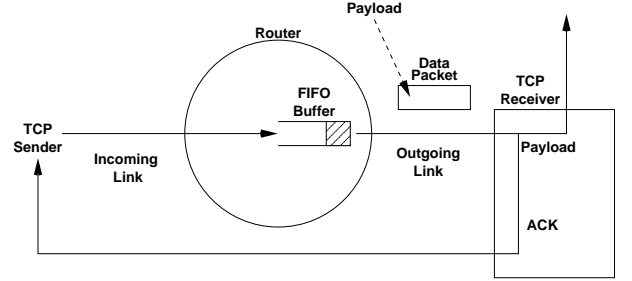 Payload
Router
Data
Packet
FIFO
Buffer
TCP
Receiver
TCP
Sender
Incoming
Link
Outgoing
Link
Payload
ACK